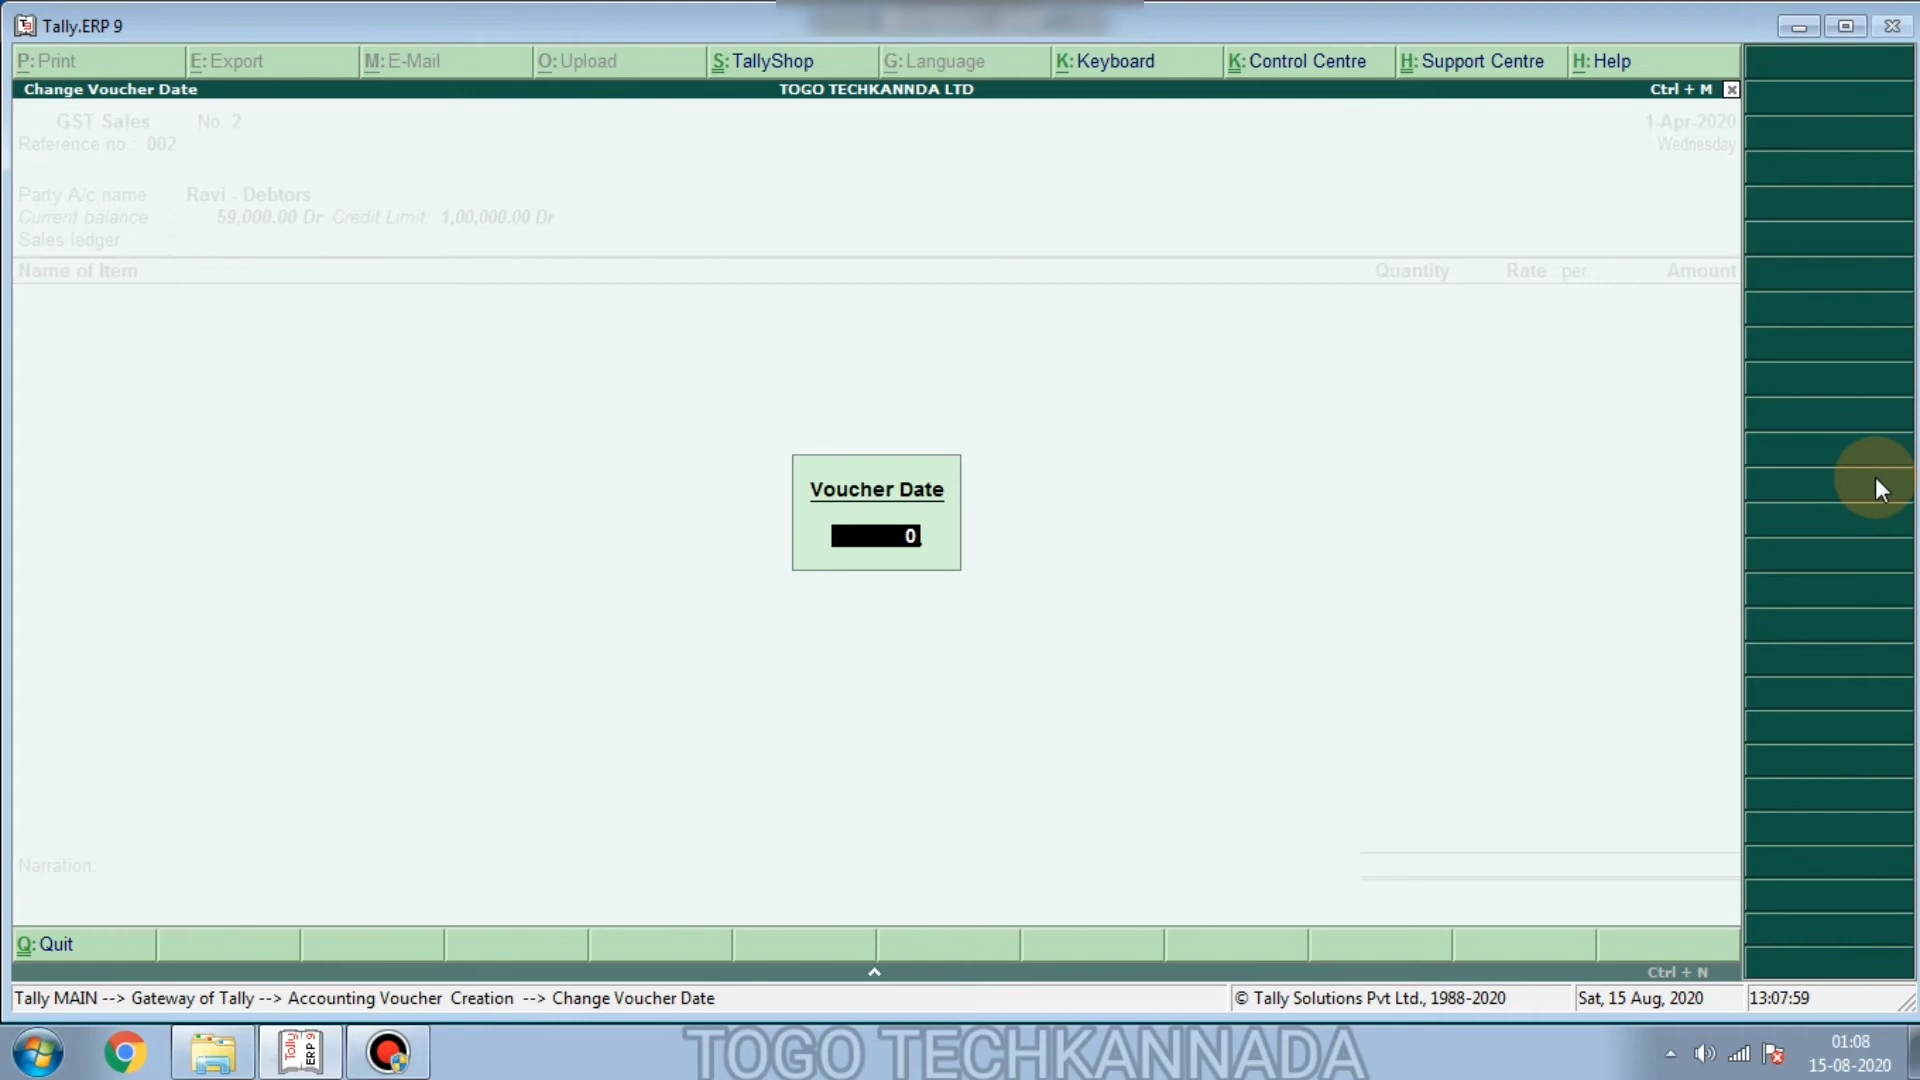 Tally.ERP 9
P: Print E: Export M: E-Mail O: Upload S: TallyShop G: Language K: Keyboard K: Control Centre H: Support Centre H: Help
Change Voucher Date TOGO TECHKANNDA LTD Ctrl + M
GST Sales No. 2 1-Apr-2020
Reference no.: 002 Wednesday
Party A/c name Ravi - Debtors
Current balance : 59,000.00 Dr Credit Limit: 1,00,000.00 Dr
Sales ledger :
Name of Item Quantity Rate per Amount
Voucher Date
0
Narration:
Q: Quit
Ctrl + N
Tally MAIN --> Gateway of Tally --> Accounting Voucher Creation --> Change Voucher Date © Tally Solutions Pvt Ltd., 1988-2020 Sat, 15 Aug, 2020 13:07:59
Tally ERP 9
TOGO TECHKANNADA
01:08
15-08-2020